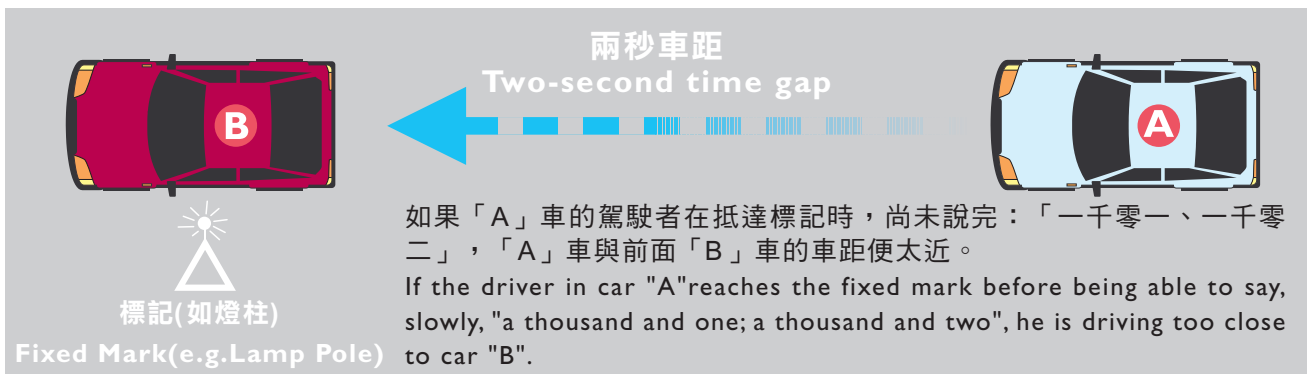 兩秒車距
Two-second time gap
B
A
如果「A」車的駕駛者在抵達標記時，尚未說完：「一千零一、一千零
二」，「A」車與前面「B」車的車距便太近。
If the driver in car "A"reaches the fixed mark before being able to say,
slowly, "a thousand and one; a thousand and two", he is driving too close
to car "B".
標記(如燈柱)
Fixed Mark(e.g.Lamp Pole)